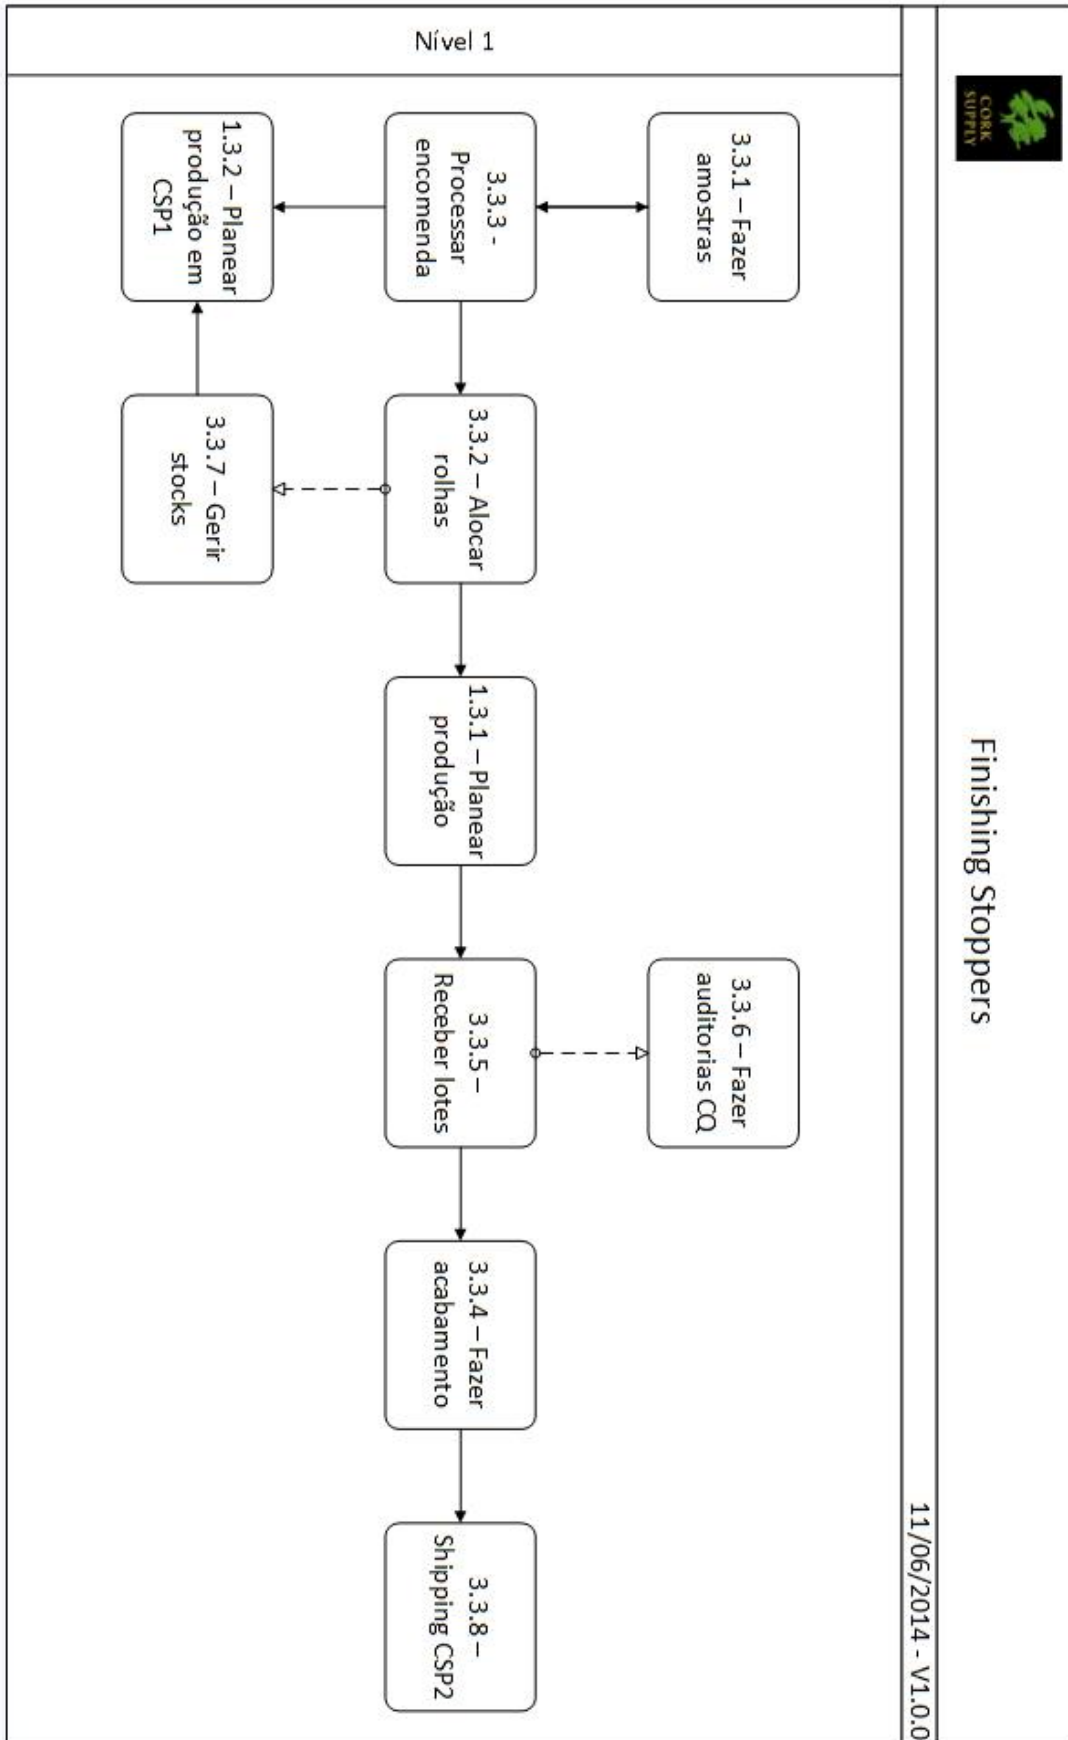 CORK
SUPPLY
Finishing Stoppers
11/06/2014 - V1.0.0
Nível 1
3.3.1 – Fazer
amostras
3.3.6 – Fazer
auditorias CQ
3.3.3 -
Processar
encomenda
3.3.2 – Alocar
rolhas
1.3.1 – Planear
produção
3.3.5 –
Receber lotes
3.3.4 – Fazer
acabamento
3.3.8 –
Shipping CSP2
1.3.2 – Planear
produção em
CSP1
3.3.7 – Gerir
stocks